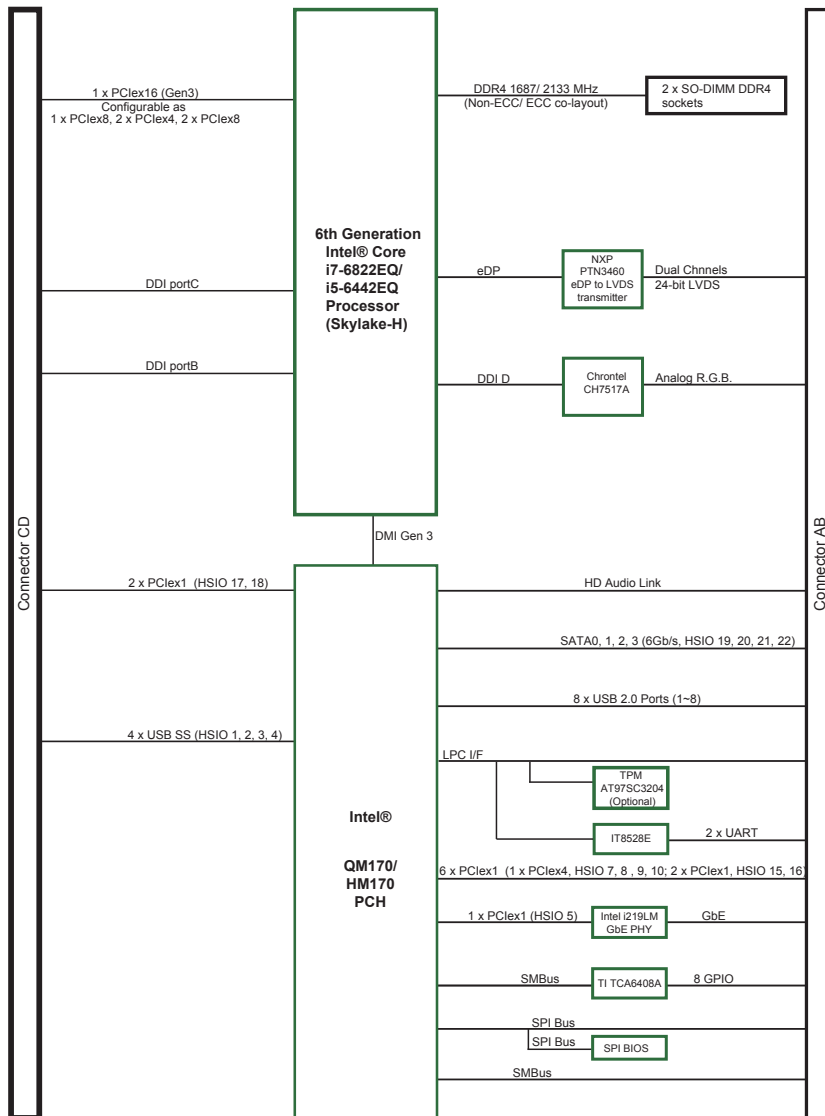 1 x PCIex16 (Gen3)
Configurable as
1 x PCIex8, 2 x PCIex4, 2 x PCIex8
DDI portC
DDI portB
Connector CD
6th Generation
Intel® Core
i7-6822EQ/
i5-6442EQ
Processor
(Skylake-H)
DDR4 1687/ 2133 MHz
(Non-ECC/ ECC co-layout)
2 x SO-DIMM DDR4
sockets
eDP
NXP
PTN3460
eDP to LVDS
transmitter
Dual Chnnels
24-bit LVDS
DDI D
Chrontel
CH7517A
Analog R.G.B.
Connector AB
DMI Gen 3
2 x PCIex1 (HSIO 17, 18)
4 x USB SS (HSIO 1, 2, 3, 4)
Intel®
QM170/
HM170
PCH
HD Audio Link
SATA0, 1, 2, 3 (6Gb/s, HSIO 19, 20, 21, 22)
8 x USB 2.0 Ports (1~8)
LPC I/F
TPM
AT97SC3204
(Optional)
IT8528E
2 x UART
6 x PCIex1 (1 x PCIex4, HSIO 7, 8 , 9, 10; 2 x PCIex1, HSIO 15, 16)
1 x PCIex1 (HSIO 5)
Intel i219LM
GbE PHY
GbE
SMBus
TI TCA6408A
8 GPIO
SPI Bus
SPI Bus
SPI BIOS
SMBus